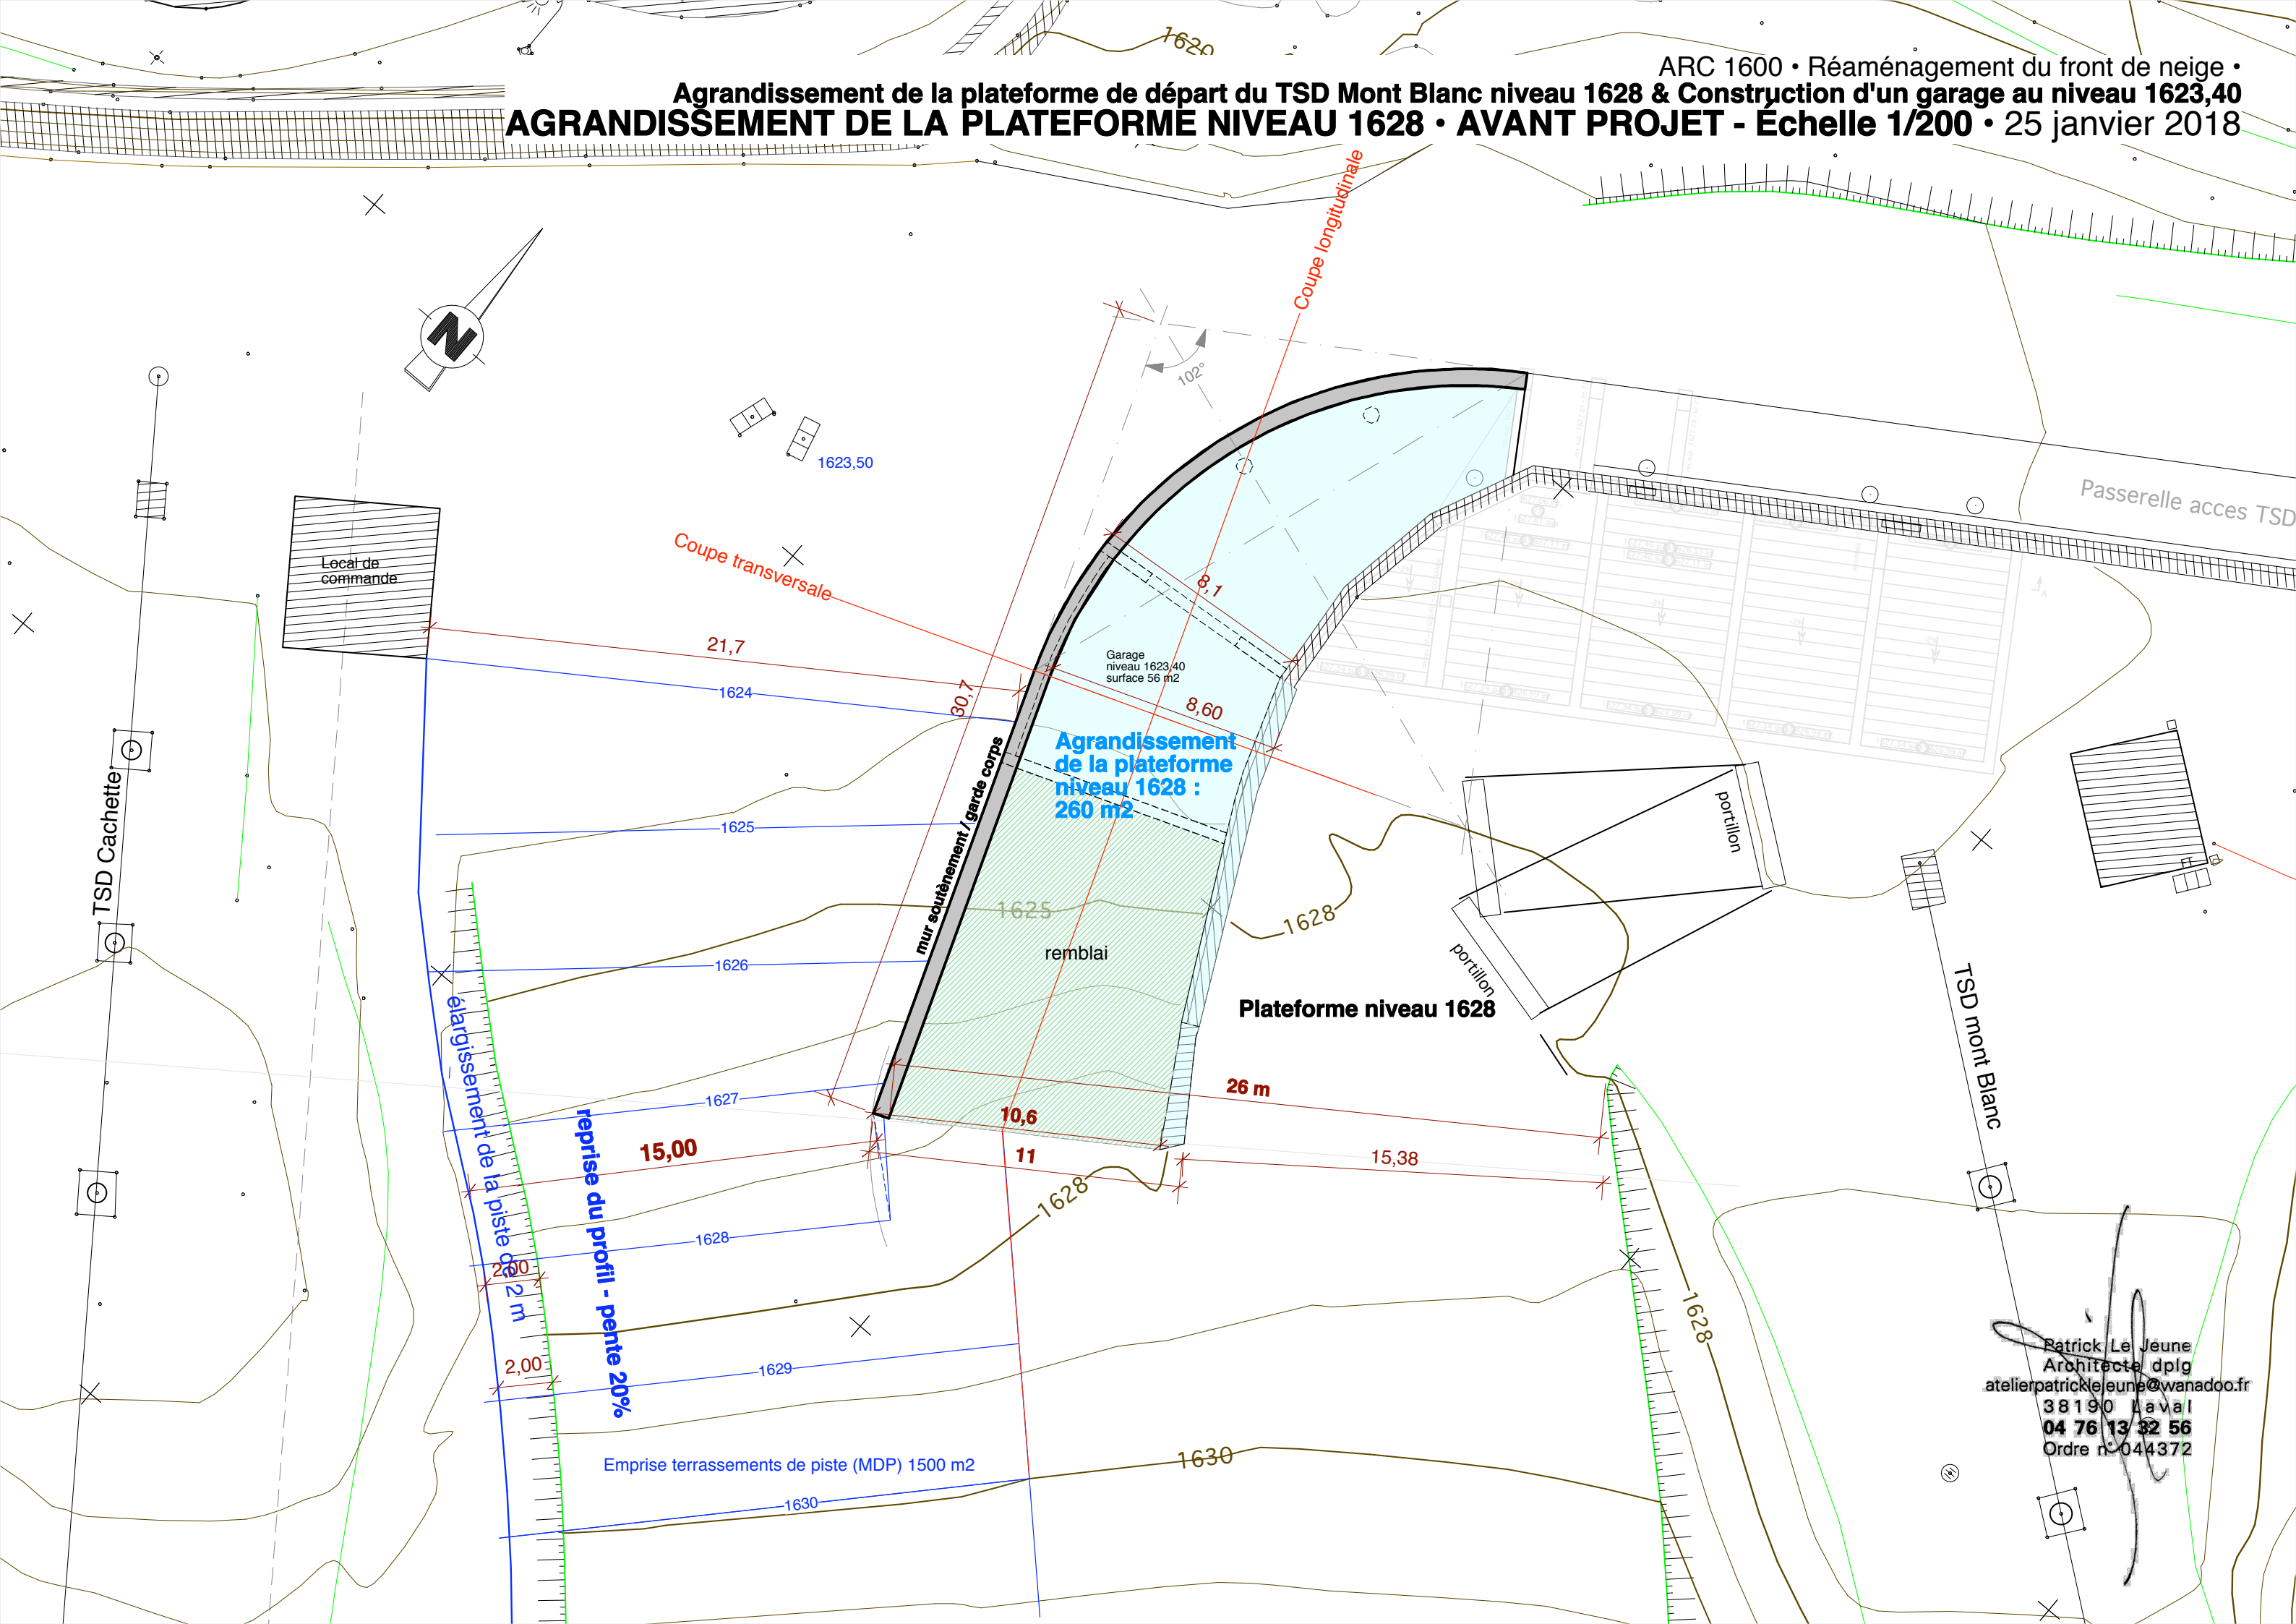 1620
ARC 1600 • Réaménagement du front de neige •
Agrandissement de la plateforme de départ du TSD Mont Blanc niveau 1628 & Construction d'un garage au niveau 1623,40
AGRANDISSEMENT DE LA PLATEFORME NIVEAU 1628 • AVANT PROJET - Échelle 1/200 • 25 janvier 2018
Coupe longitudinale
N
102°
1623,50
Passerelle acces TSD
Coupe transversale
Local de
commande
8,1
21,7
Garage
niveau 1623,40
surface 56 m2
1624
30,7
8,60
Agrandissement
de la plateforme
niveau 1628 :
260 m2
mur soutènement / garde corps
TSD Cachette
1625
portillon
FT
1625
1628
remblai
portillon
1626
Plateforme niveau 1628
TSD mont Blanc
élargissement de la piste de 2 m
1627
26 m
10,6
reprise du profil - pente 20%
15,00
11
15,38
1628
1628
2,00
1628
2,00
1629
Patrick Le Jeune
Architecte dplg
atelierpatricklejeune@wanadoo.fr
38190 Laval
04 76 13 32 56
Ordre n° 044372
Emprise terrassements de piste (MDP) 1500 m2
1630
1630